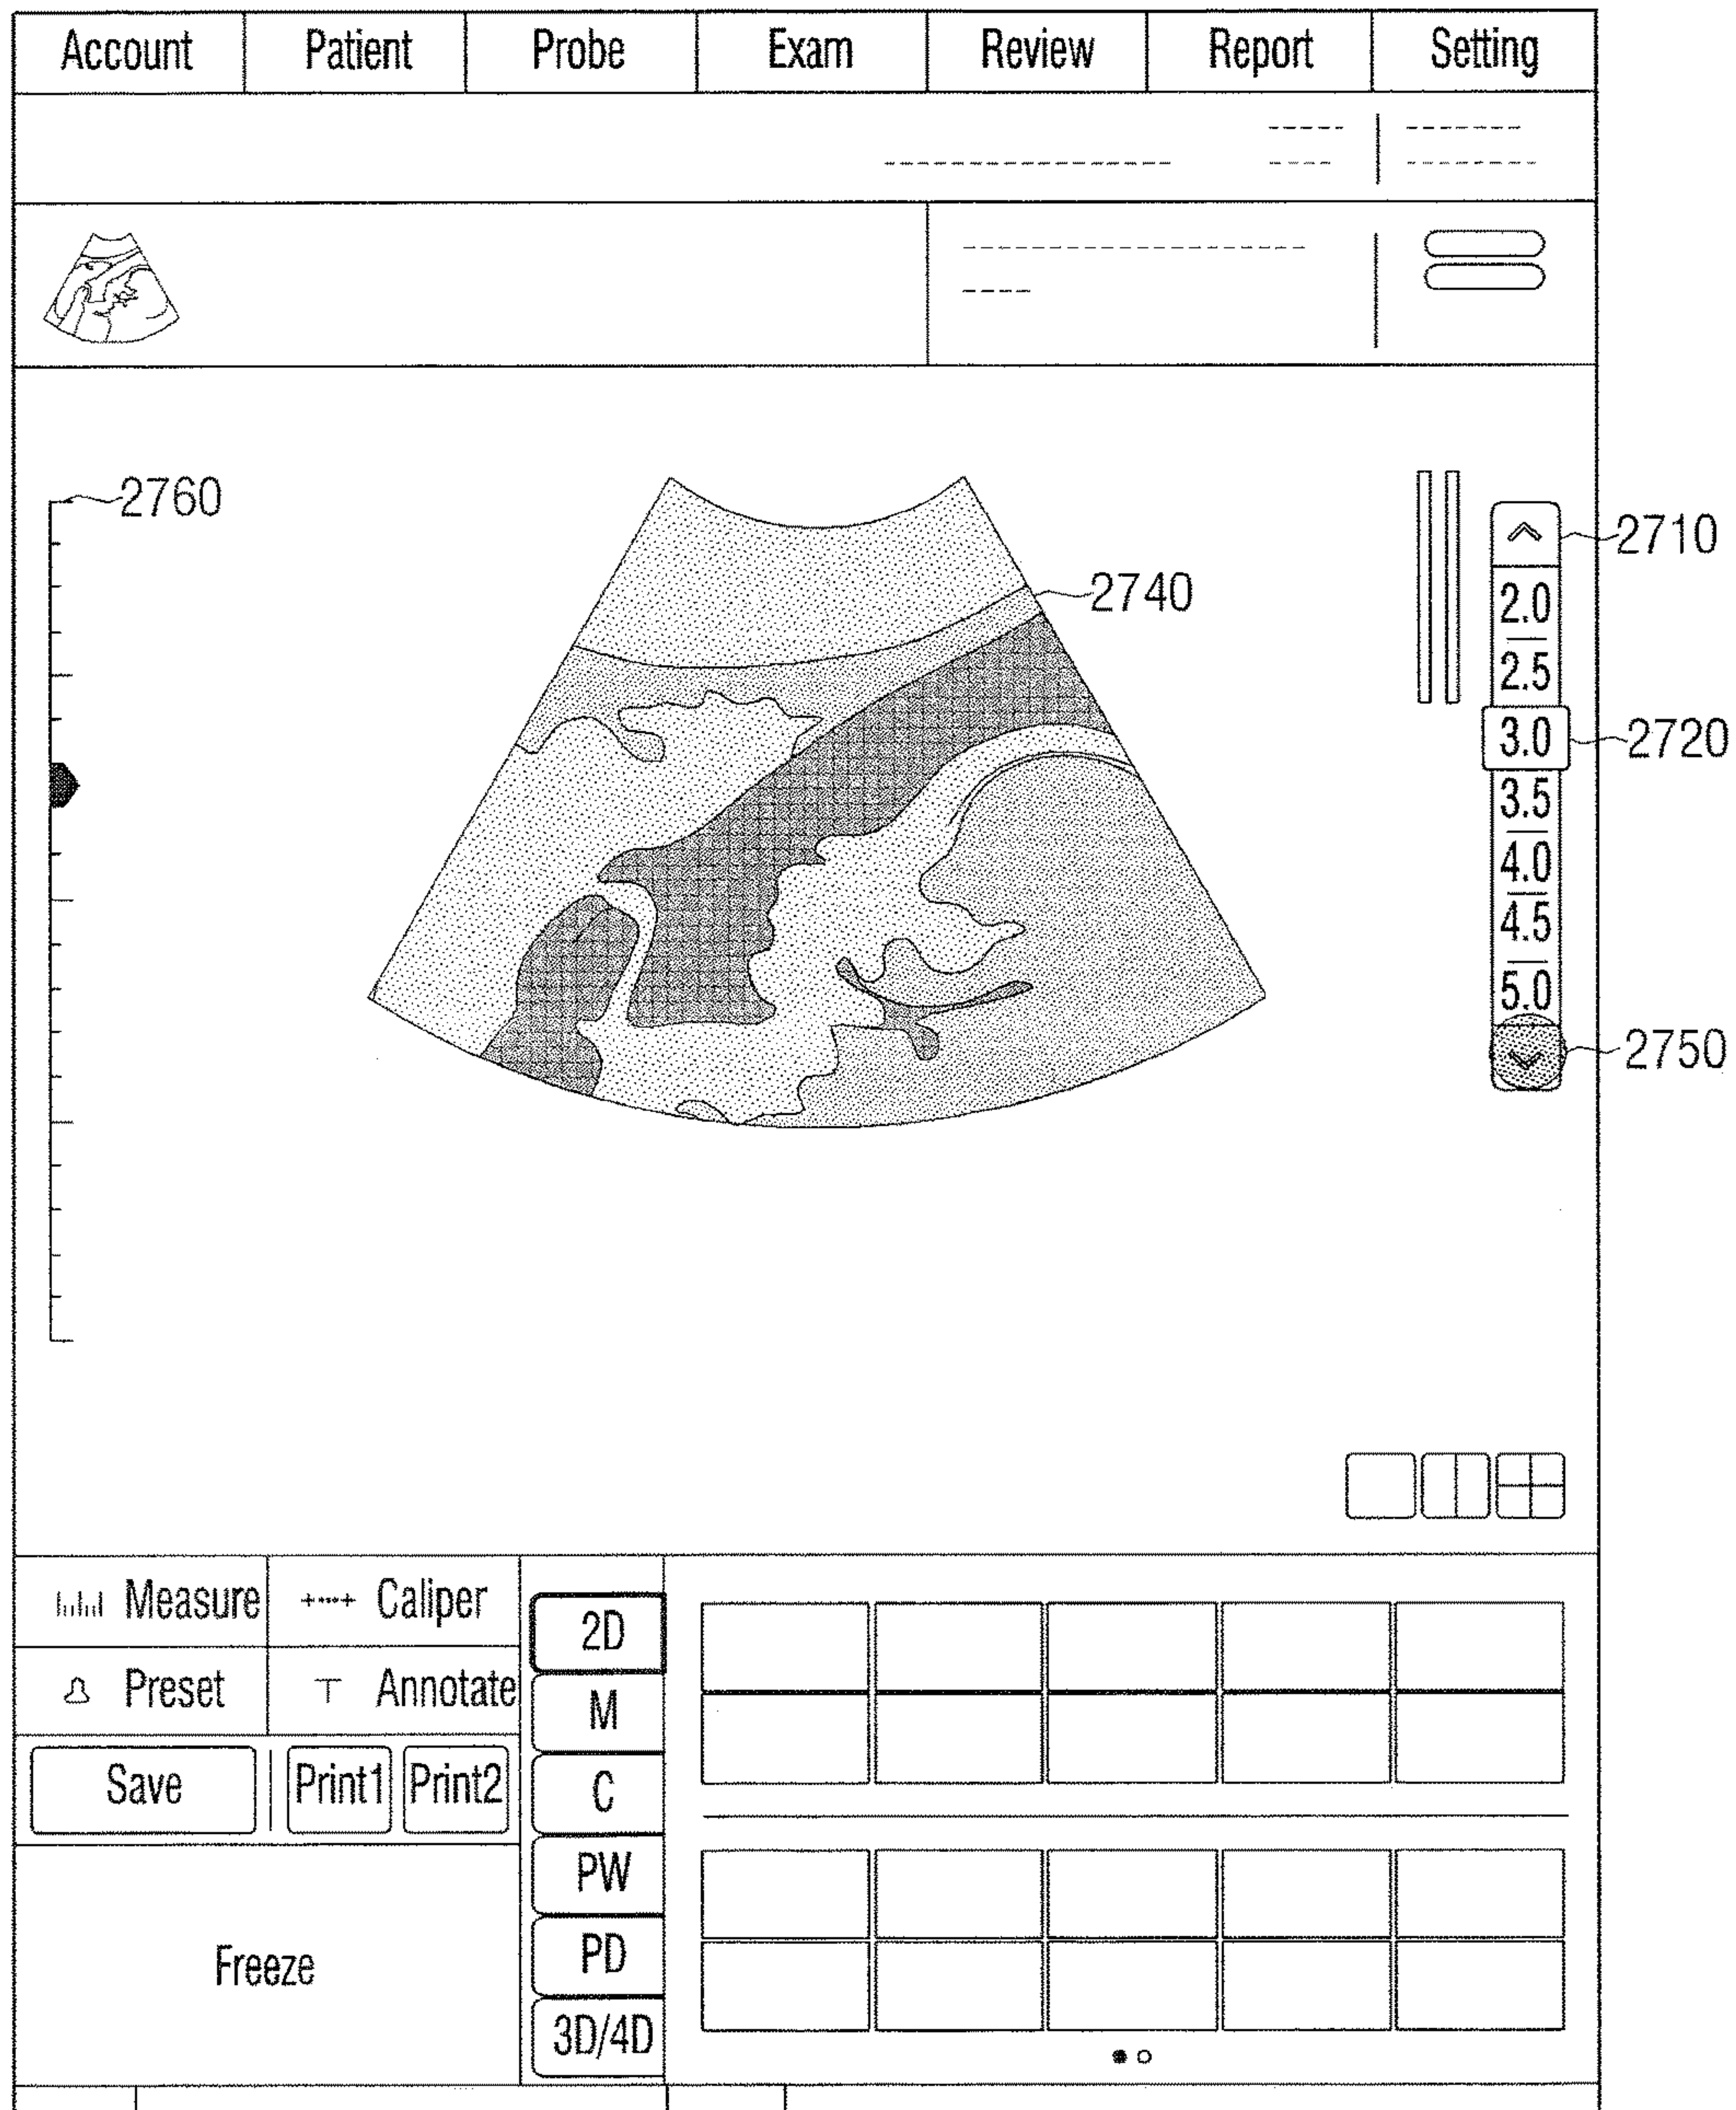 Account Patient Probe Exam Review Report Setting
2760
2710
2740
2.0
2.5
3.0
2720
3.5
4.0
4.5
5.0
2750
Measure Caliper
2D
Preset T Annotate
M
Save Print1 Print2
C
PW
Freeze
PD
3D/4D